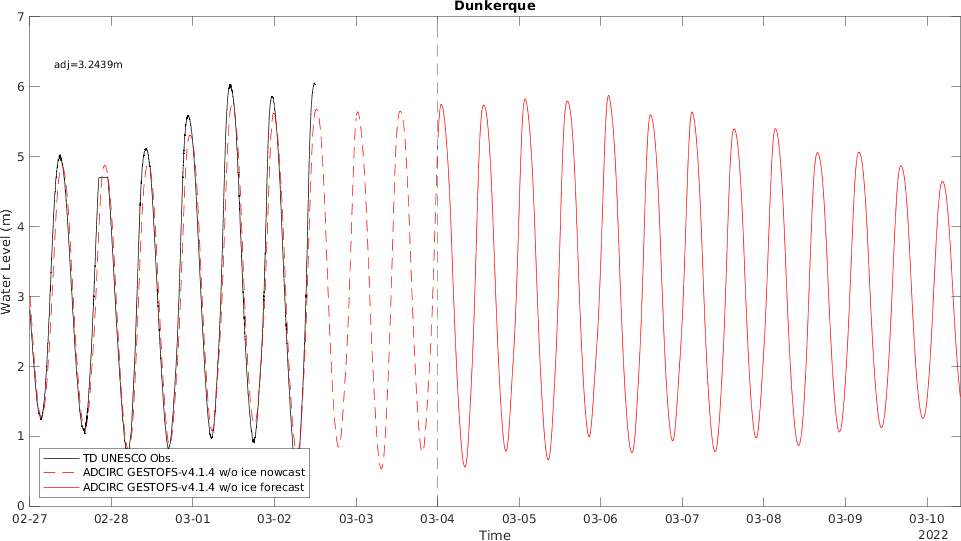 Dunkerque
7
6
5
4
3
2
1
0
Water Level (m)
adj=3.2439m
TD UNESCO Obs.
ADCIRC GESTOFS-v4.1.4 w/o ice nowcast
ADCIRC GESTOFS-v4.1.4 w/o ice forecast
02-27 02-28 03-01 03-02 03-03 03-04 03-05 03-06 03-07 03-08 03-09 03-10
Time
2022